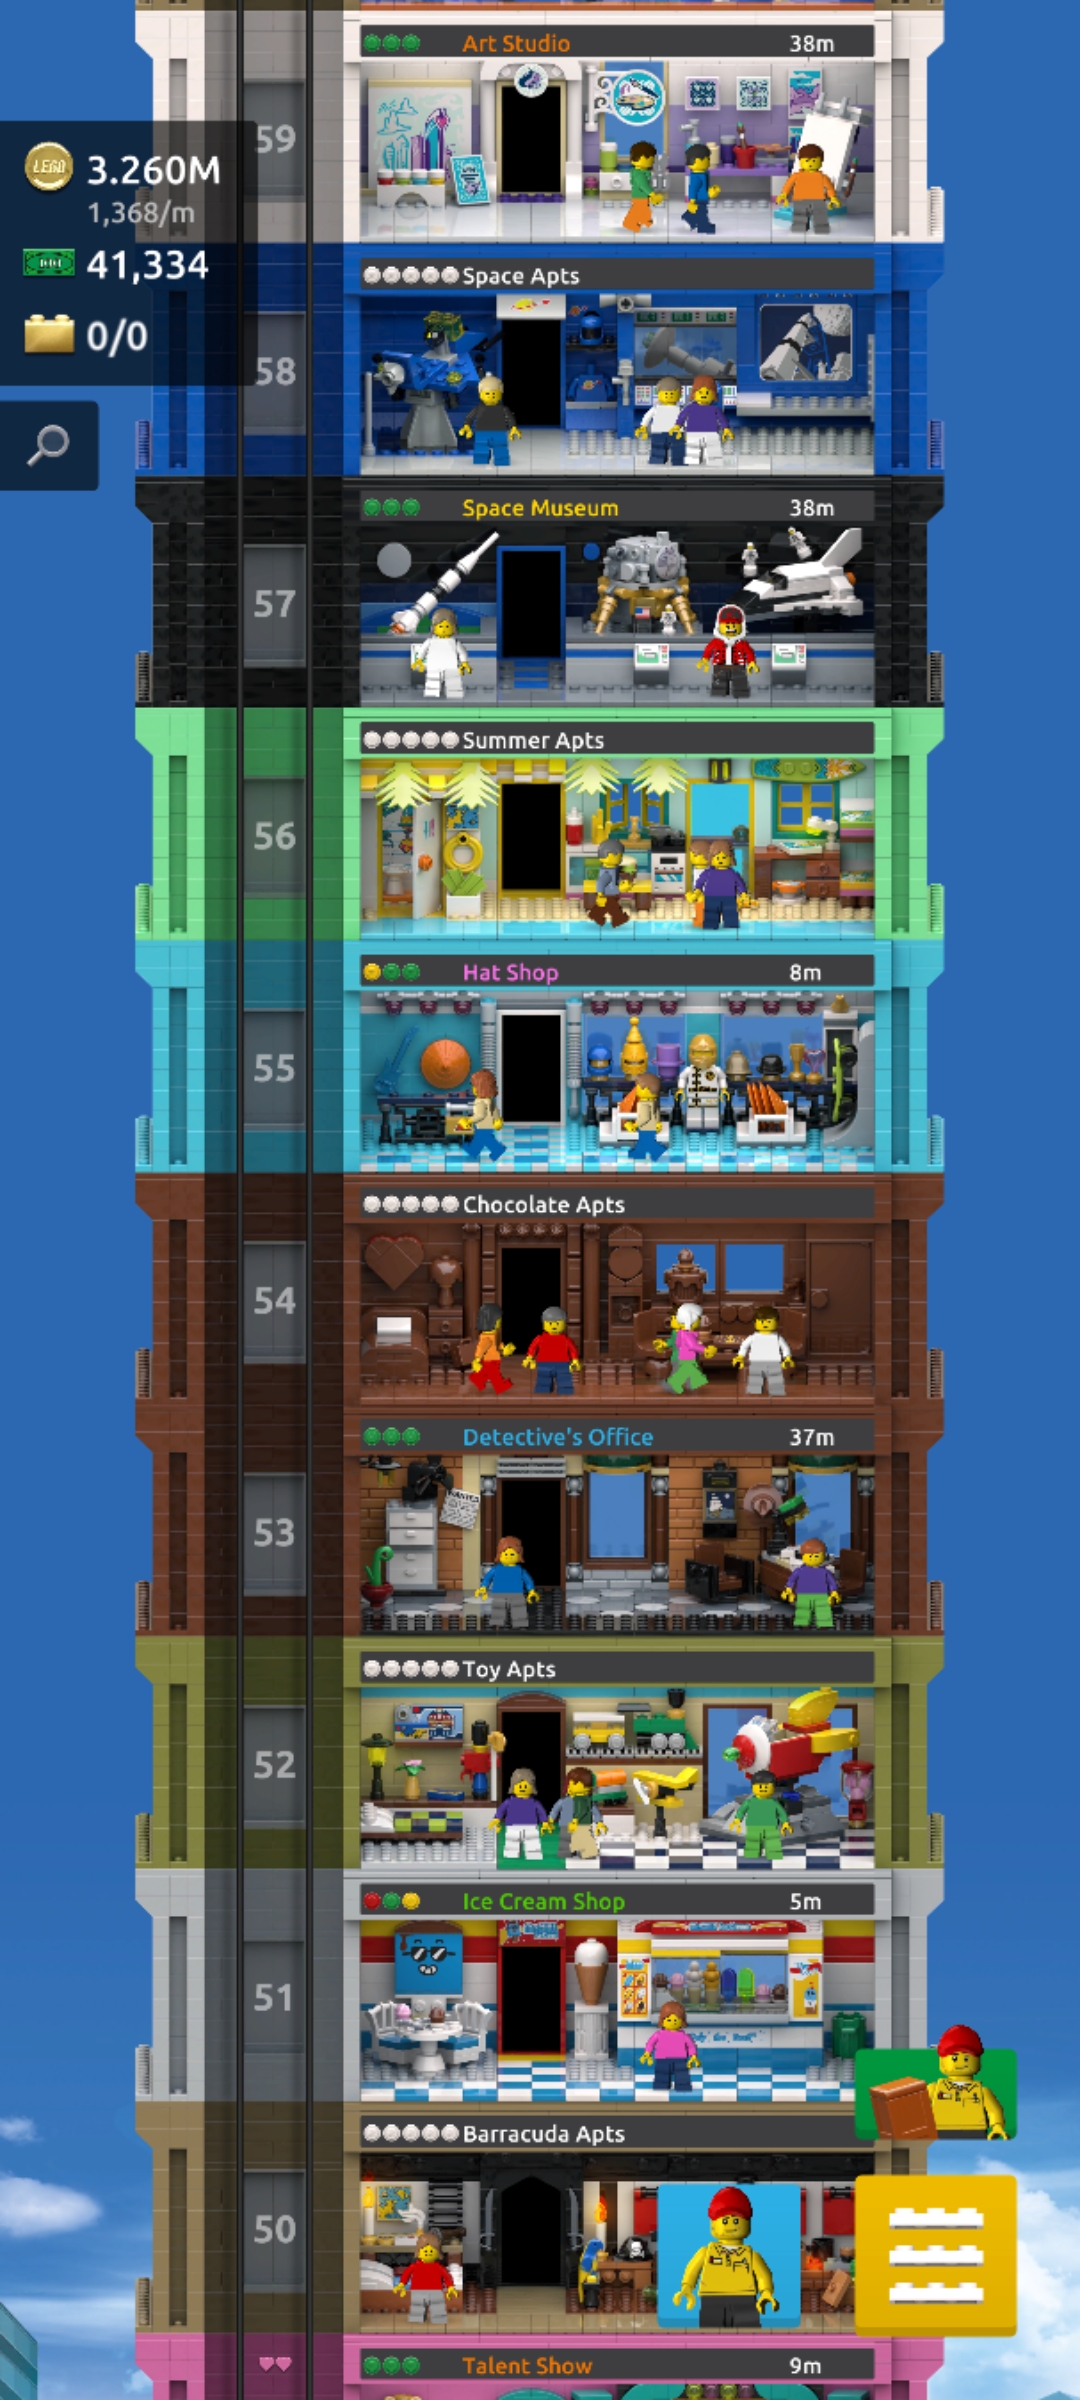 Art Studio 38m
59
LEGO 3.260M
1,368/m
41,334
0/0
Space Apts
58
Space Museum 38m
57
Summer Apts
56
Hat Shop 8m
55
Chocolate Apts
54
Detective's Office 37m
53
WANTED
Toy Apts
52
Ice Cream Shop 5m
51
Barracuda Apts
50
Talent Show 9m